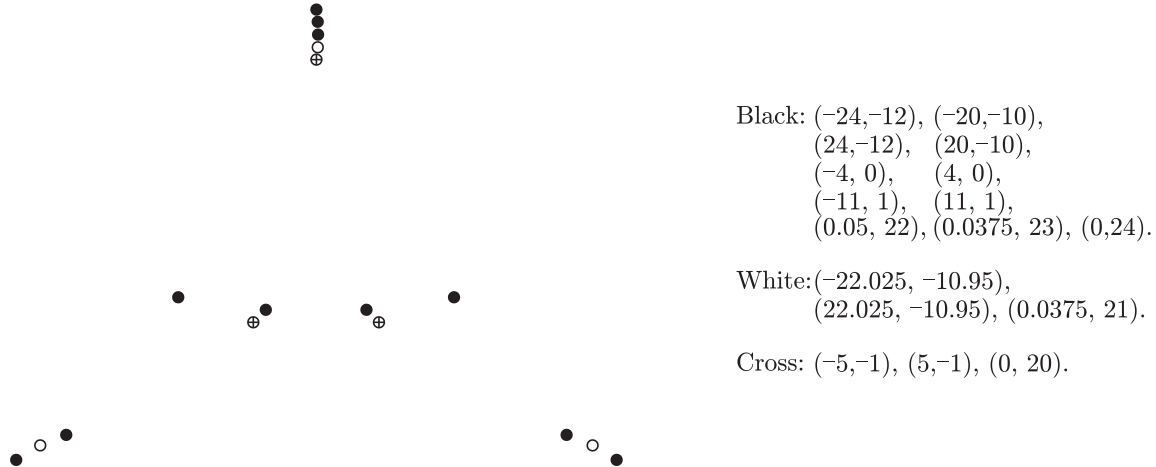 Black: (−24,−12), (−20,−10),
(24,−12), (20,−10),
(−4, 0), (4, 0),
(−11, 1), (11, 1),
(0.05, 22), (0.0375, 23), (0,24).
White:(−22.025, −10.95),
(22.025, −10.95), (0.0375, 21).
Cross: (−5,−1), (5,−1), (0, 20).